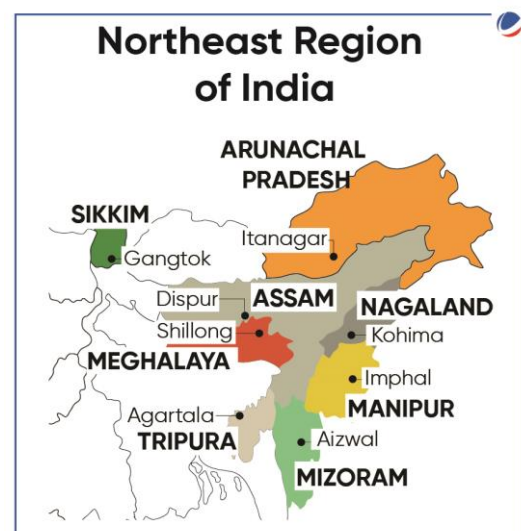 Northeast Region
of India
ARUNACHAL
PRADESH
SIKKIM
Itanagar
Gangtok
Dispur
ASSAM
NAGALAND
Shillong
Kohima
MEGHALAYA
Imphal
MANIPUR
Agartala
TRIPURA
Aizwal
MIZORAM